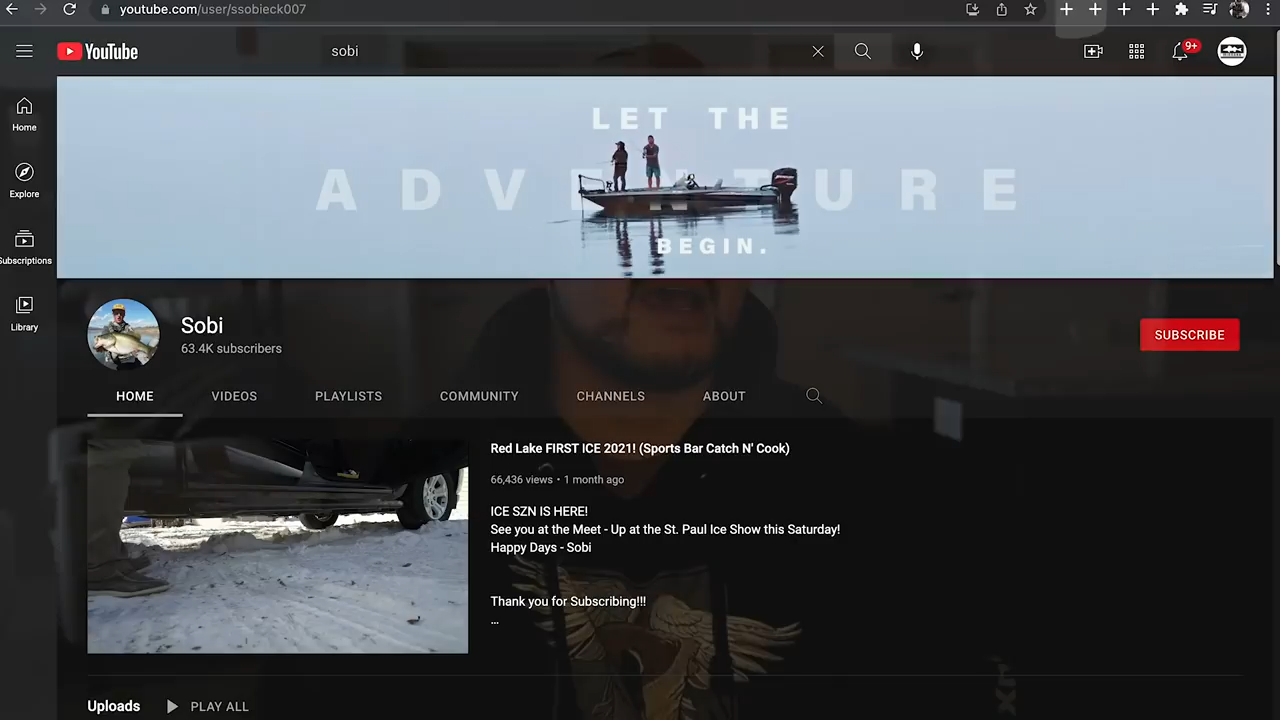 youtube.com/user/ssobieck007
YouTube
sobi
9+
LET THE
ADVENTURE
BEGIN.
Home
Explore
Subscriptions
Library
Sobi
63.4K subscribers
SUBSCRIBE
HOME VIDEOS PLAYLISTS COMMUNITY CHANNELS ABOUT
Red Lake FIRST ICE 2021! (Sports Bar Catch N' Cook)
66,436 views • 1 month ago
ICE SZN IS HERE!
See you at the Meet - Up at the St. Paul Ice Show this Saturday!
Happy Days - Sobi
Thank you for Subscribing!!!
...
Uploads PLAY ALL